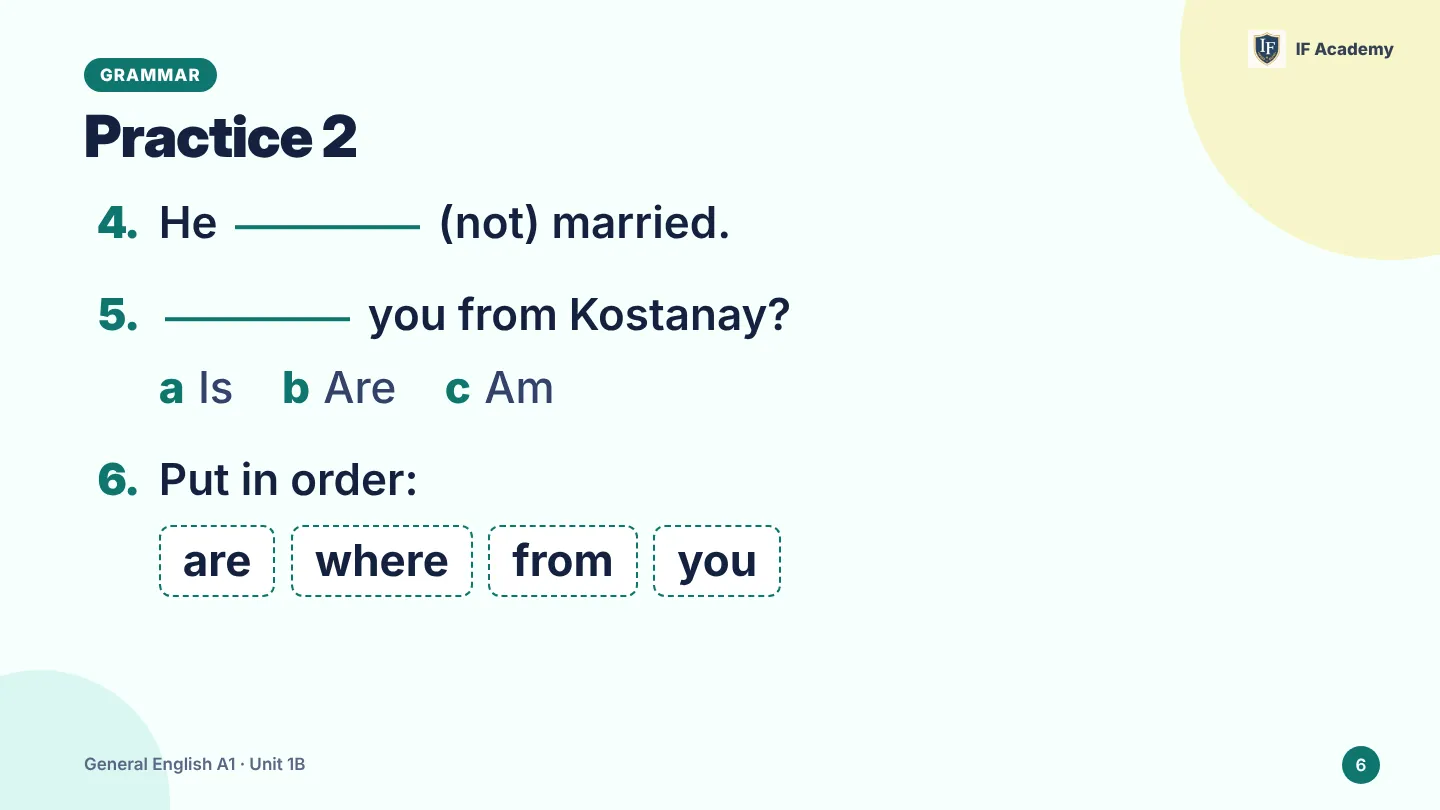 GRAMMAR
IF Academy
Practice 2
4. He ________ (not) married.
5. ________ you from Kostanay?
a Is b Are c Am
6. Put in order:
are where from you
General English A1 · Unit 1B
6